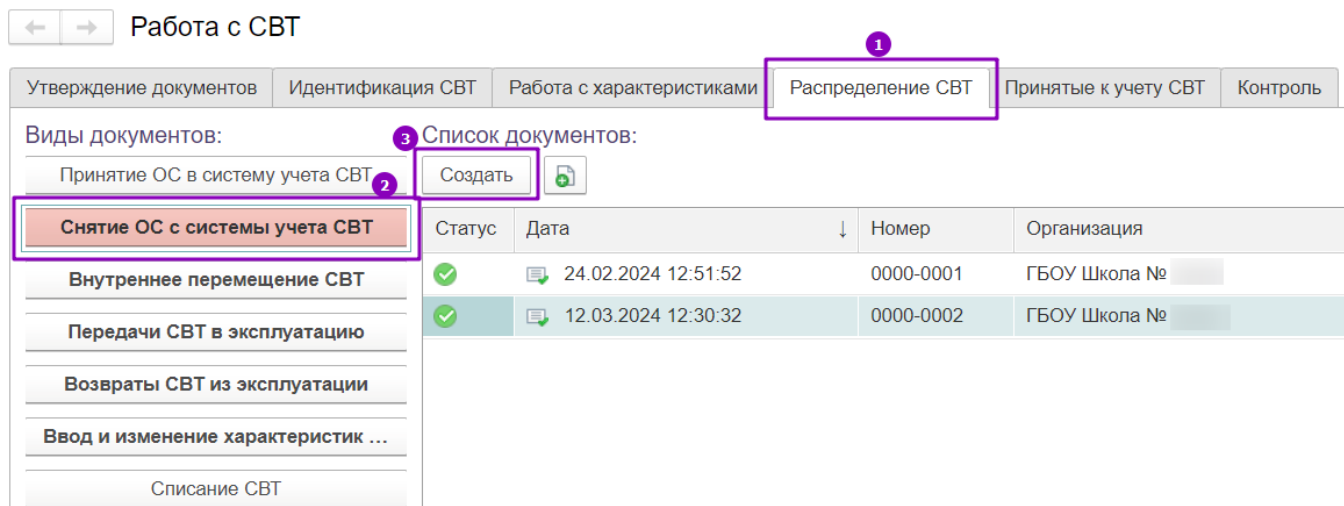 Работа с СВТ
1
Утверждение документов Идентификация СВТ Работа с характеристиками Распределение СВТ Принятые к учету СВТ Контроль
Виды документов:
3 Список документов:
Принятие ОС в систему учета СВТ
2
Создать
Снятие ОС с системы учета СВТ
Статус Дата ↓ Номер Организация
Внутреннее перемещение СВТ
24.02.2024 12:51:52 0000-0001 ГБОУ Школа №
Передачи СВТ в эксплуатацию
12.03.2024 12:30:32 0000-0002 ГБОУ Школа №
Возвраты СВТ из эксплуатации
Ввод и изменение характеристик ...
Списание СВТ